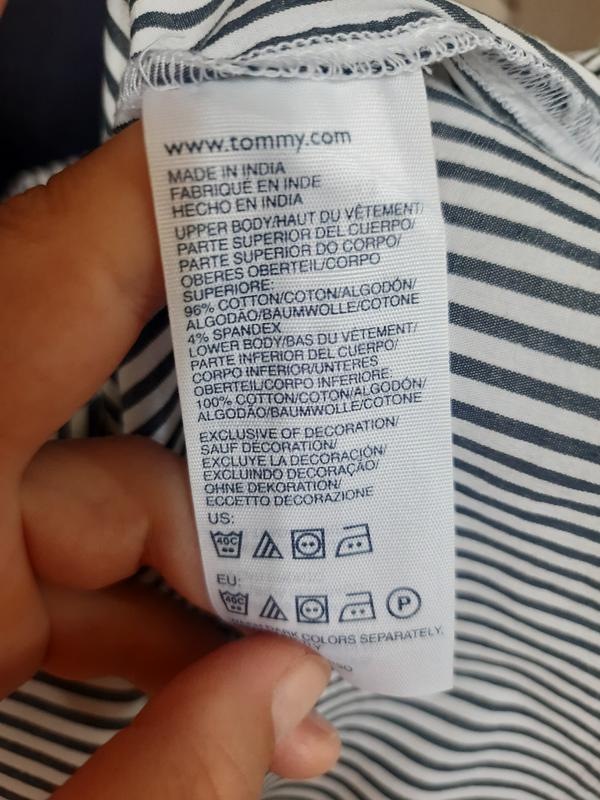 www.tommy.com
MADE IN INDIA
FABRIQUÉ EN INDE
HECHO EN INDIA
UPPER BODY/HAUT DU VÊTEMENT/
PARTE SUPERIOR DEL CUERPO/
PARTE SUPERIOR DO CORPO/
OBERES OBERTEIL/CORPO
SUPERIORE:
96% COTTON/COTON/ALGODÓN/
ALGODÃO/BAUMWOLLE/COTONE
4% SPANDEX
LOWER BODY/BAS DU VÊTEMENT/
PARTE INFERIOR DEL CUERPO/
CORPO INFERIOR/UNTERES
OBERTEIL/CORPO INFERIORE:
100% COTTON/COTON/ALGODÓN/
ALGODÃO/BAUMWOLLE/COTONE
EXCLUSIVE OF DECORATION/
SAUF DÉCORATION/
EXCLUYE LA DECORACIÓN/
EXCLUINDO DECORAÇÃO/
OHNE DEKORATION/
ECCETTO DECORAZIONE
US:
40C
EU:
40C P
DARK COLORS SEPARATELY,